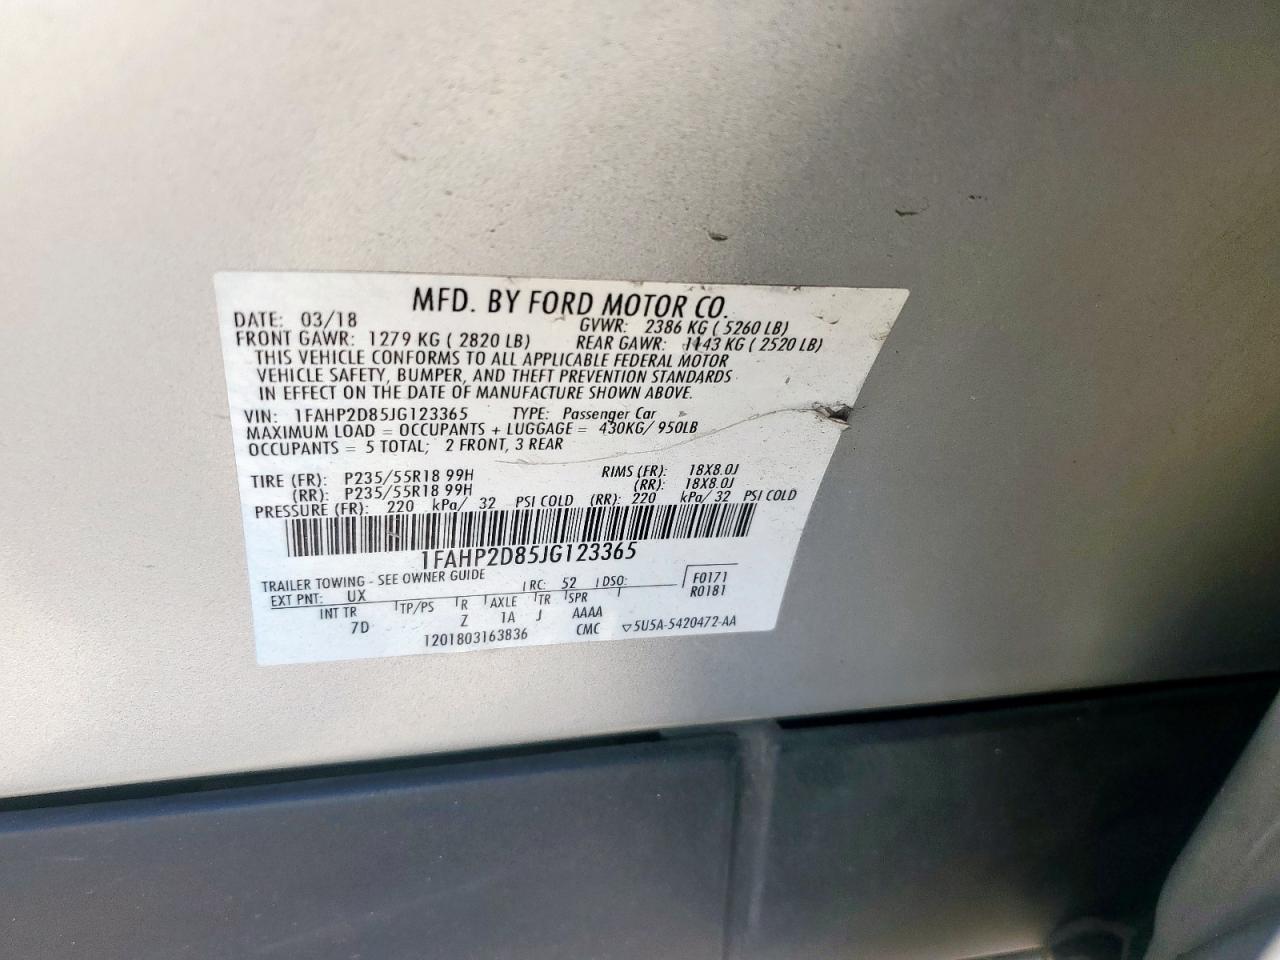 MFD. BY FORD MOTOR CO.
DATE: 03/18 GVWR: 2386 KG ( 5260 LB)
FRONT GAWR: 1279 KG ( 2820 LB) REAR GAWR: 1143 KG ( 2520 LB)
THIS VEHICLE CONFORMS TO ALL APPLICABLE FEDERAL MOTOR
VEHICLE SAFETY, BUMPER, AND THEFT PREVENTION STANDARDS
IN EFFECT ON THE DATE OF MANUFACTURE SHOWN ABOVE.
VIN: 1FAHP2D85JG123365 TYPE: Passenger Car
MAXIMUM LOAD = OCCUPANTS + LUGGAGE = 430KG/ 950LB
OCCUPANTS = 5 TOTAL; 2 FRONT, 3 REAR
TIRE (FR): P235/55R18 99H RIMS (FR): 18X8.0J
(RR): P235/55R18 99H (RR): 18X8.0J
PRESSURE (FR): 220 kPa/ 32 PSI COLD (RR): 220 kPa/ 32 PSI COLD
1FAHP2D85JG123365
TRAILER TOWING - SEE OWNER GUIDE
EXT PNT: UX RC: 52 DSO: F0171
R0181
INT TR TP/PS R AXLE TR SPR
7D Z 1A J AAAA
1201803163836 CMC ▽5U5A-5420472-AA